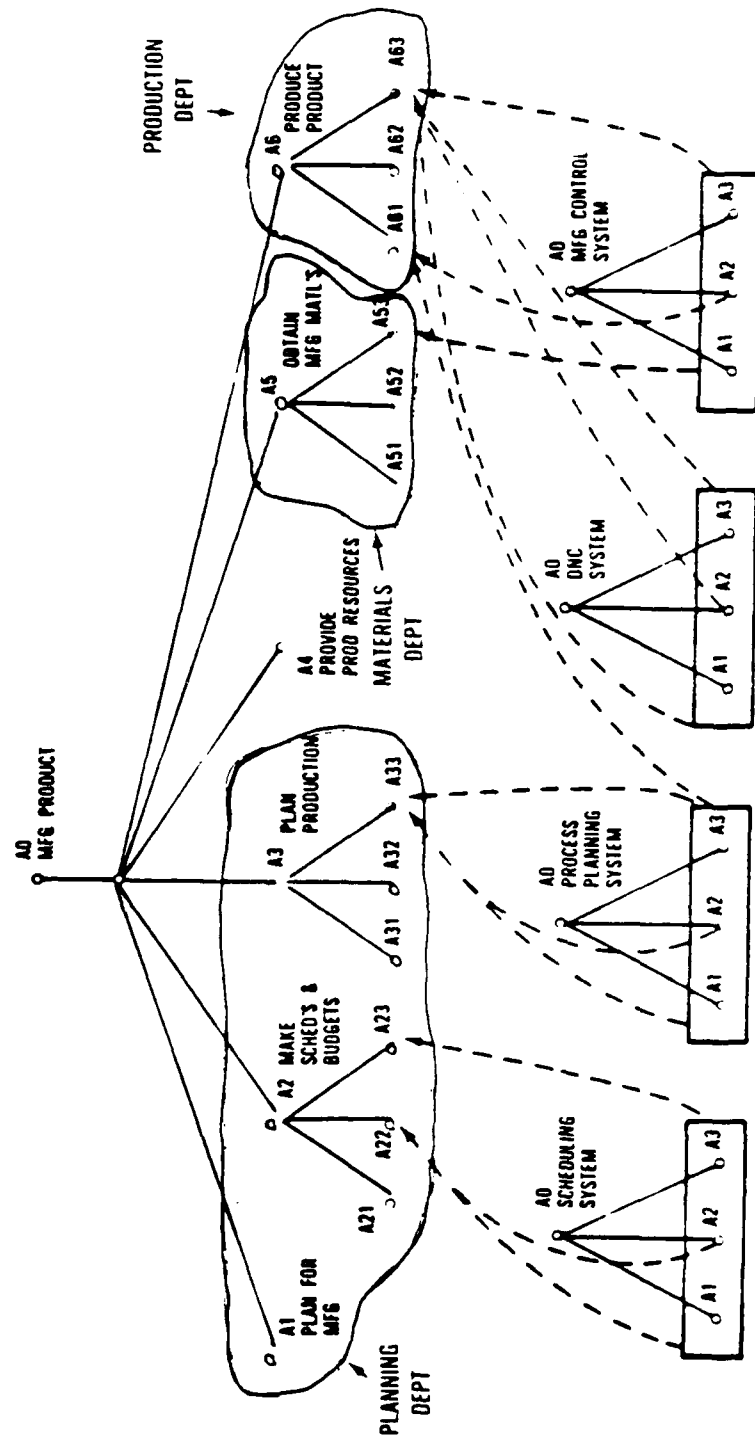 A0
MFG PRODUCT
PRODUCTION
DEPT
A6
PRODUCE
PRODUCT
A61
A62
A63
A5
OBTAIN
MFG MATL'S
A51
A52
A53
A4
PROVIDE
PROD RESOURCES
MATERIALS
DEPT
A3
PLAN
PRODUCTION
A31
A32
A33
A2 MAKE
SCHED'S &
BUDGETS
A21
A22
A23
A1
PLAN FOR
MFG
PLANNING
DEPT
A0
SCHEDULING
SYSTEM
A1
A2
A3
A0
PROCESS
PLANNING
SYSTEM
A1
A2
A3
A0
DNC
SYSTEM
A1
A2
A3
A0
MFG CONTROL
SYSTEM
A1
A2
A3